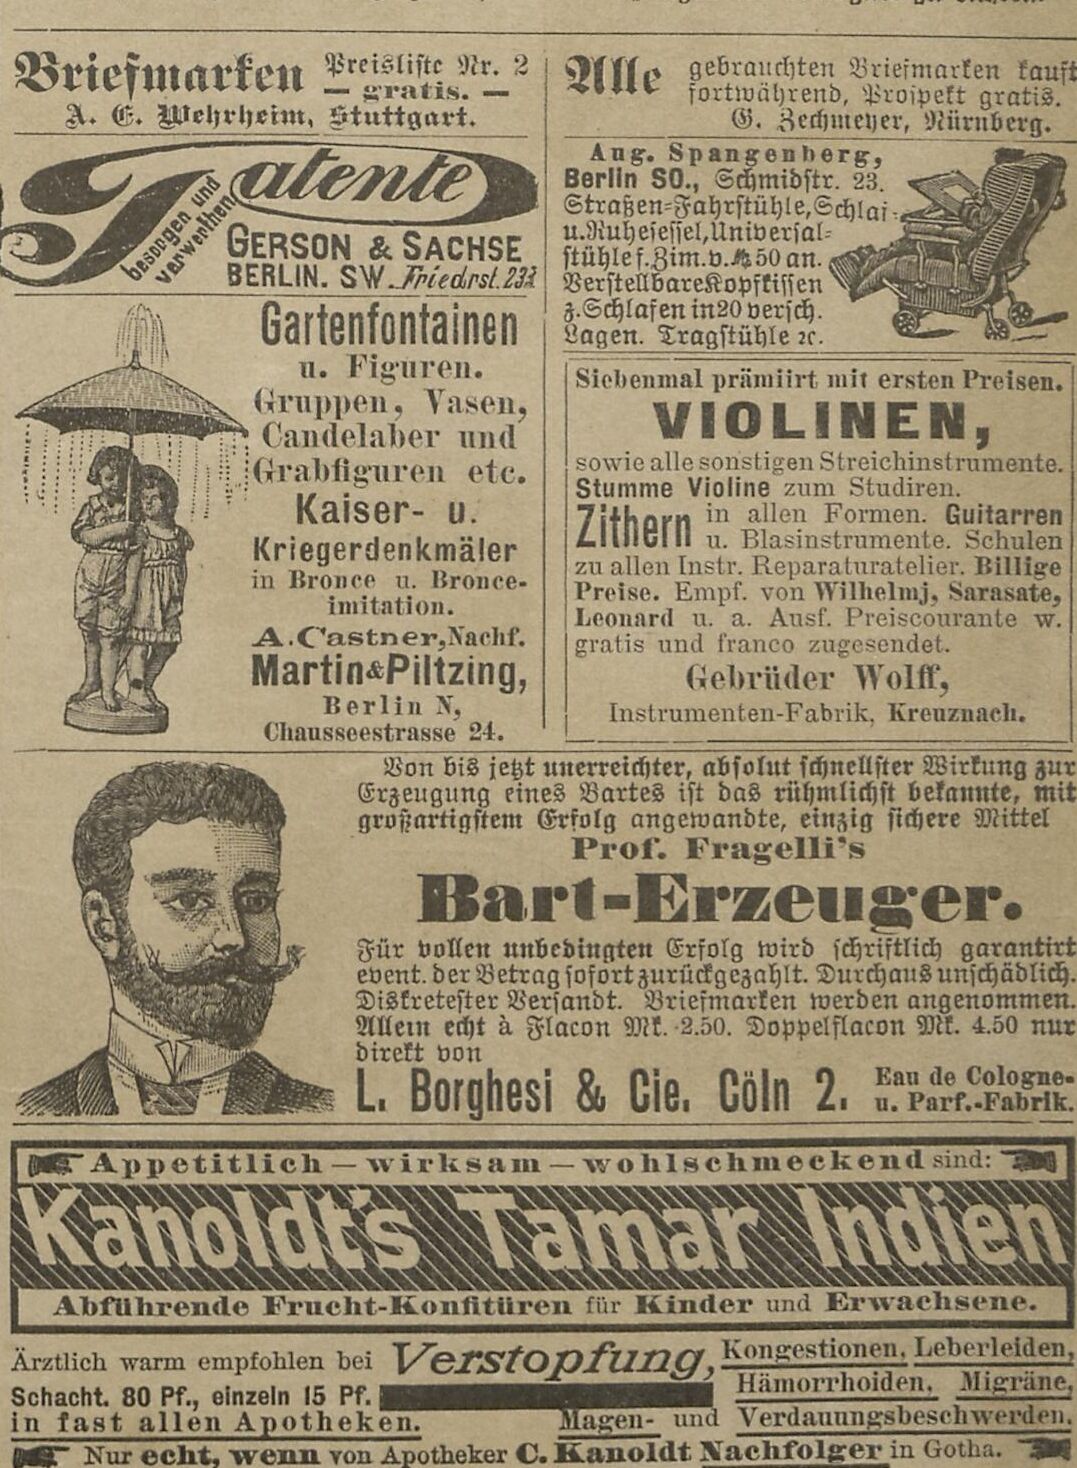 Briefmarken Preisliste Nr. 2
— gratis. —
A. E. Wehrheim, Stuttgart.
Alle gebrauchten Briefmarken kauft
fortwährend, Prospekt gratis.
G. Zechmeyer, Nürnberg.
Patente
besorgen und
verwerthen
GERSON & SACHSE
BERLIN. SW. Friedrst. 233
Gartenfontainen
u. Figuren.
Gruppen, Vasen,
Candelaber und
Grabfiguren etc.
Kaiser- u.
Kriegerdenkmäler
in Bronce u. Bronce-
imitation.
A. Castner, Nachf.
Martin & Piltzing,
Berlin N,
Chausseestrasse 24.
Aug. Spangenberg,
Berlin SO., Schmidstr. 23.
Straßen-Fahrstühle, Schlaf-
u. Ruhesessel, Universal-
stühle f. Zim. v. ℳ 50 an.
Verstellbare Kopfkissen
z. Schlafen in 20 versch.
Lagen. Tragstühle ꝛc.
Siebenmal prämiirt mit ersten Preisen.
VIOLINEN,
sowie alle sonstigen Streichinstrumente.
Stumme Violine zum Studiren.
Zithern in allen Formen. Guitarren
u. Blasinstrumente. Schulen
zu allen Instr. Reparaturatelier. Billige
Preise. Empf. von Wilhelmj, Sarasate,
Leonard u. a. Ausf. Preiscourante w.
gratis und franco zugesendet.
Gebrüder Wolff,
Instrumenten-Fabrik, Kreuznach.
Von bis jetzt unerreichter, absolut schnellster Wirkung zur
Erzeugung eines Bartes ist das rühmlichst bekannte, mit
großartigstem Erfolg angewandte, einzig sichere Mittel
Prof. Fragelli's
Bart-Erzeuger.
Für vollen unbedingten Erfolg wird schriftlich garantirt
event. der Betrag sofort zurückgezahlt. Durchaus unschädlich.
Diskretester Versandt. Briefmarken werden angenommen.
Allein echt à Flacon Mk. 2.50. Doppelflacon Mk. 4.50 nur
direkt von
L. Borghesi & Cie. Cöln 2. Eau de Cologne-
u. Parf.-Fabrik.
Appetitlich — wirksam — wohlschmeckend sind:
Kanoldt's Tamar Indien
Abführende Frucht-Konfitüren für Kinder und Erwachsene.
Ärztlich warm empfohlen bei Verstopfung, Kongestionen, Leberleiden,
Schacht. 80 Pf., einzeln 15 Pf. Hämorrhoiden, Migräne,
in fast allen Apotheken. Magen- und Verdauungsbeschwerden.
Nur echt, wenn von Apotheker C. Kanoldt Nachfolger in Gotha.